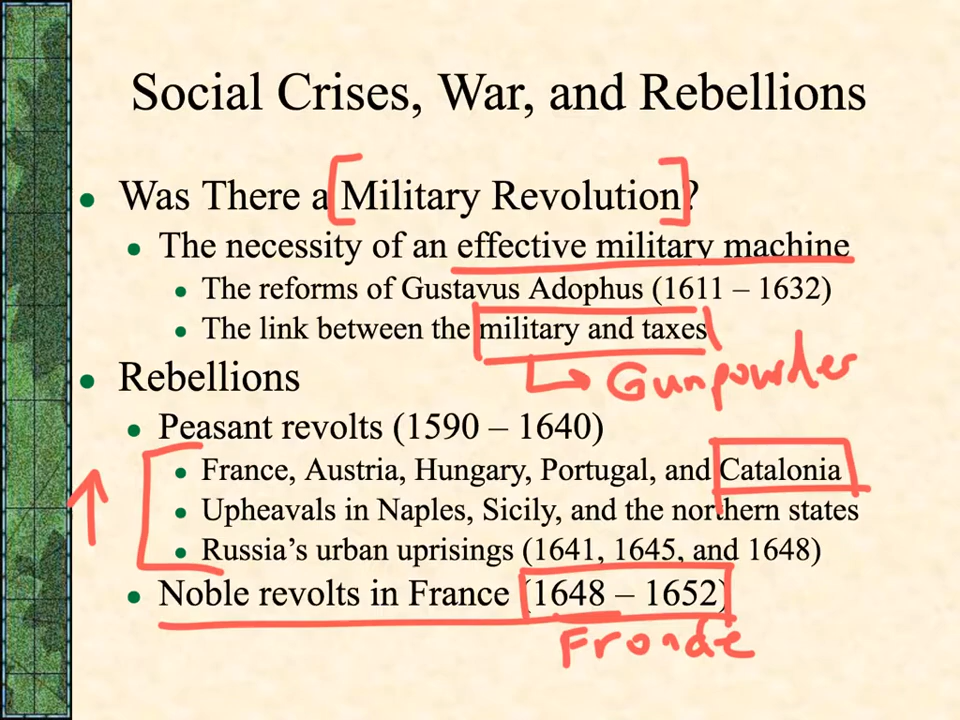 Social Crises, War, and Rebellions
• Was There a [Military Revolution]?
• The necessity of an effective military machine
• The reforms of Gustavus Adophus (1611 – 1632)
• The link between the military and taxes
Gunpowder
• Rebellions
• Peasant revolts (1590 – 1640)
• France, Austria, Hungary, Portugal, and Catalonia
• Upheavals in Naples, Sicily, and the northern states
• Russia's urban uprisings (1641, 1645, and 1648)
• Noble revolts in France (1648 – 1652)
Fronde